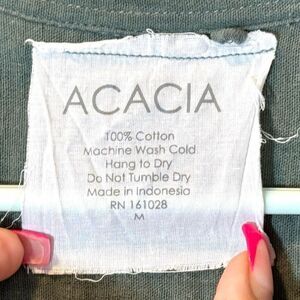 ACACIA
100% Cotton
Machine Wash Cold
Hang to Dry
Do Not Tumble Dry
Made in Indonesia
RN 161028
M